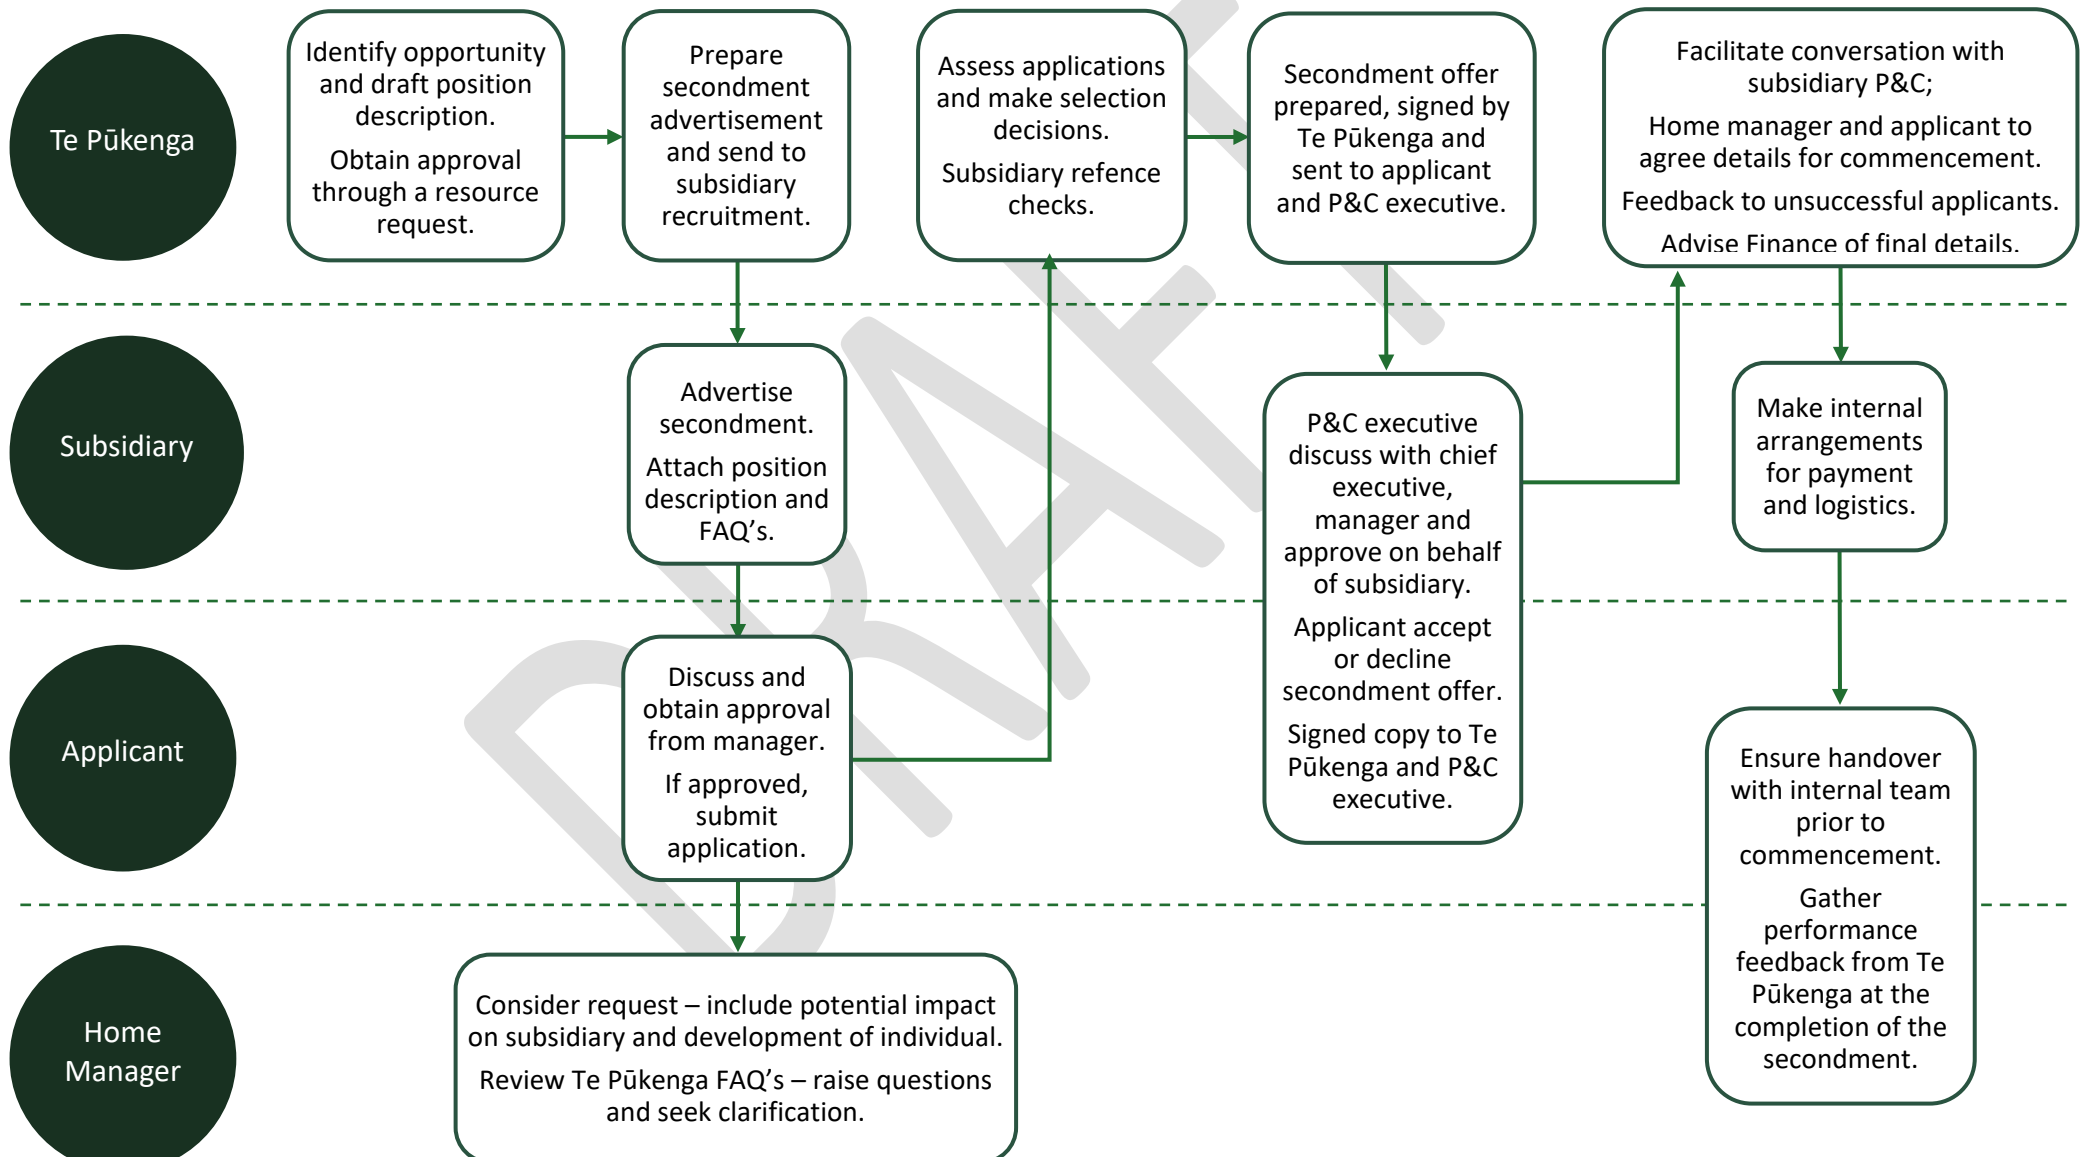 Te Pūkenga
Identify opportunity
and draft position
description.
Obtain approval
through a resource
request.
Prepare
secondment
advertisement
and send to
subsidiary
recruitment.
Assess applications
and make selection
decisions.
Subsidiary refence
checks.
Secondment offer
prepared, signed by
Te Pūkenga and
sent to applicant
and P&C executive.
Facilitate conversation with
subsidiary P&C;
Home manager and applicant to
agree details for commencement.
Feedback to unsuccessful applicants.
Advise Finance of final details.
Subsidiary
Advertise
secondment.
Attach position
description and
FAQ’s.
P&C executive
discuss with chief
executive,
manager and
approve on behalf
of subsidiary.
Applicant accept
or decline
secondment offer.
Signed copy to Te
Pūkenga and P&C
executive.
Make internal
arrangements
for payment
and logistics.
Applicant
Discuss and
obtain approval
from manager.
If approved,
submit
application.
Ensure handover
with internal team
prior to
commencement.
Gather
performance
feedback from Te
Pūkenga at the
completion of the
secondment.
Home
Manager
Consider request – include potential impact
on subsidiary and development of individual.
Review Te Pūkenga FAQ’s – raise questions
and seek clarification.
DRAFT